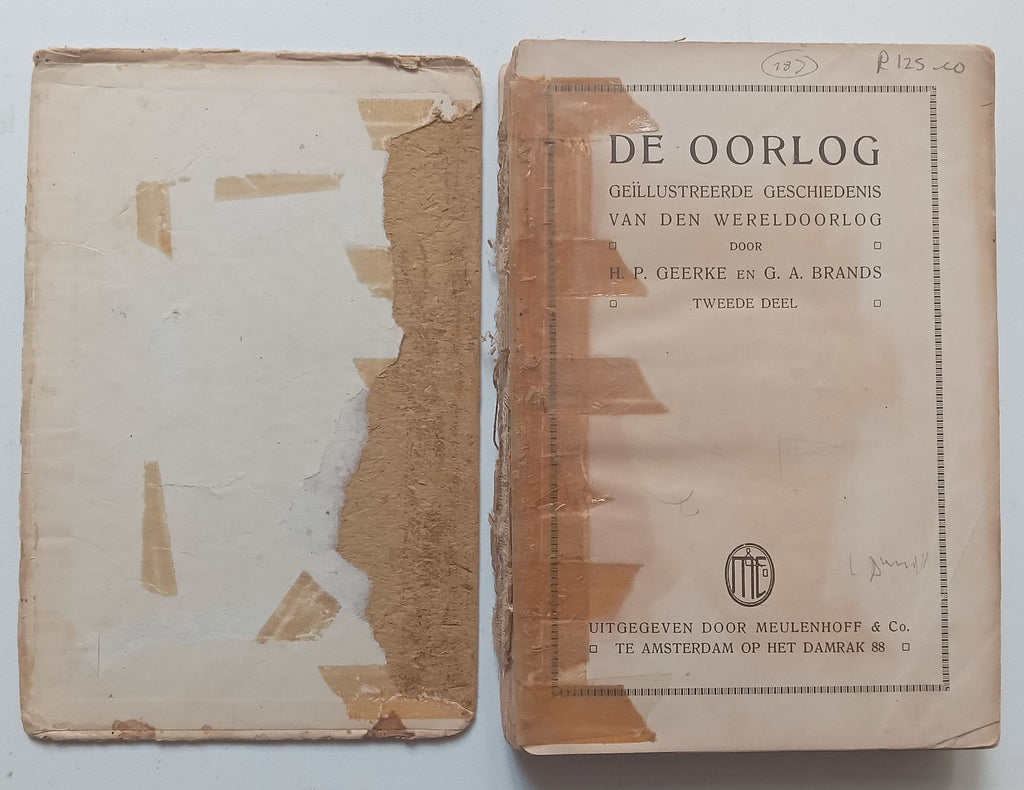 R125.00
DE OORLOG
GEÏLLUSTREERDE GESCHIEDENIS
VAN DEN WERELDOORLOG
DOOR
H. P. GEERKE EN G. A. BRANDS
TWEEDE DEEL
UITGEGEVEN DOOR MEULENHOFF & Co.
TE AMSTERDAM OP HET DAMRAK 88